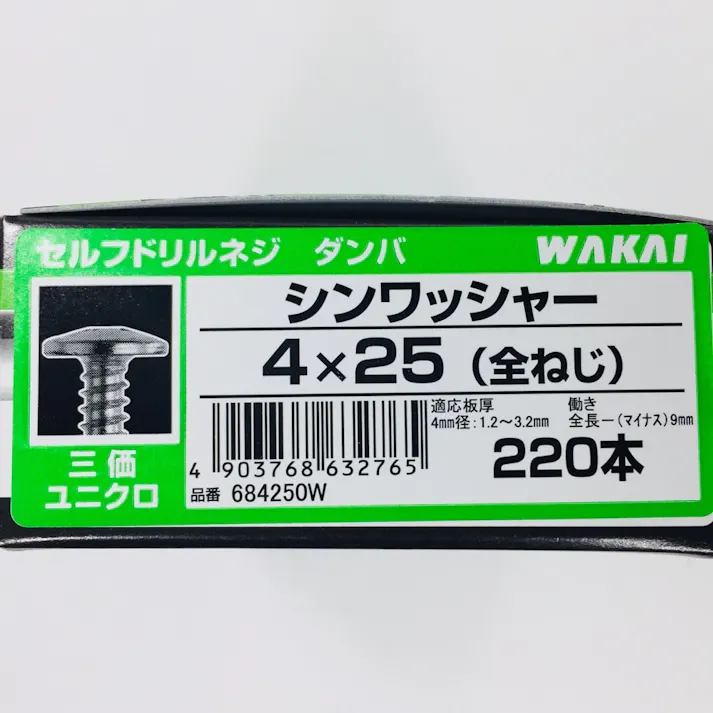 セルフドリルネジ ダンバ WAKAI
シンワッシャー
4×25（全ねじ）
適応板厚 働き
4mm径：1.2〜3.2mm 全長ー（マイナス）9mm
220本
4 903768 632765
品番 684250W
三価
ユニクロ